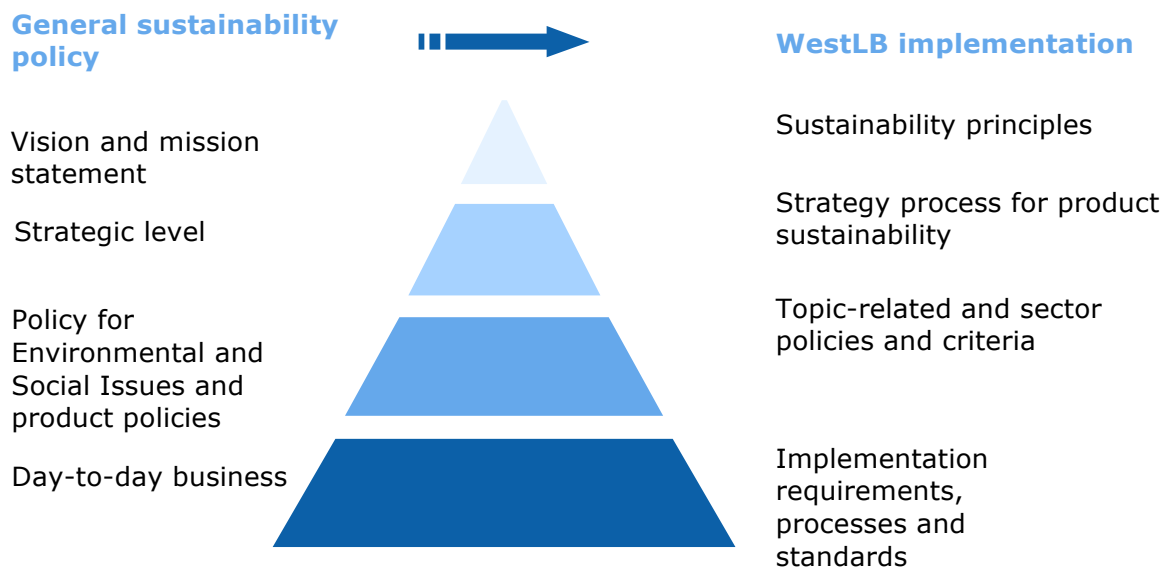 General sustainability
policy
WestLB implementation
Vision and mission
statement
Sustainability principles
Strategic level
Strategy process for product
sustainability
Policy for
Environmental and
Social Issues and
product policies
Topic-related and sector
policies and criteria
Day-to-day business
Implementation
requirements,
processes and
standards